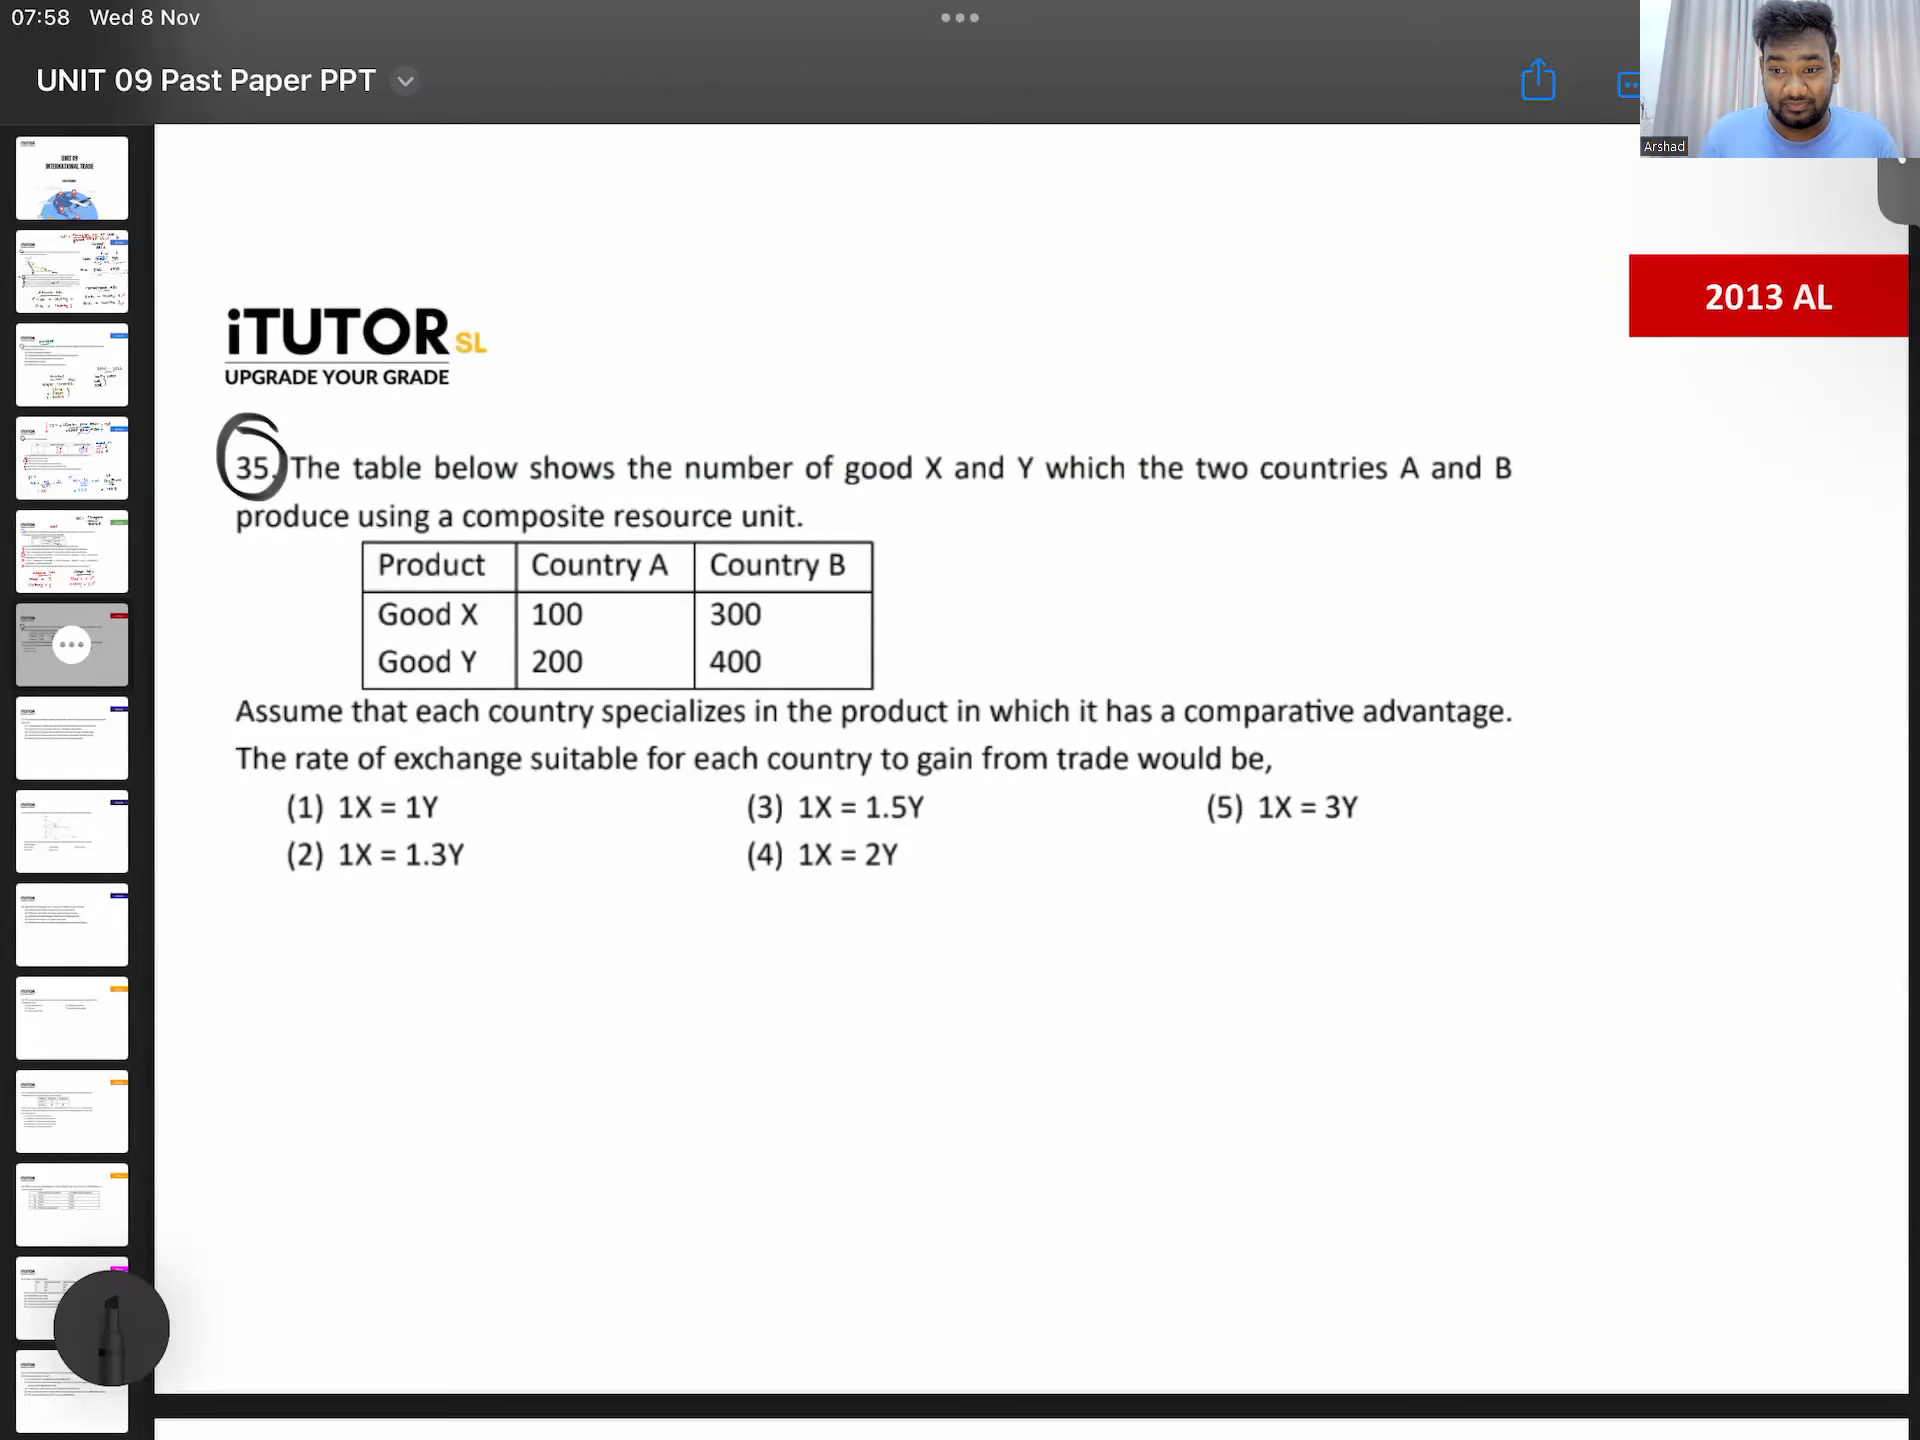 07:58 Wed 8 Nov
UNIT 09 Past Paper PPT
Arshad
2013 AL
iTUTOR SL
UPGRADE YOUR GRADE
35. The table below shows the number of good X and Y which the two countries A and B
produce using a composite resource unit.
Product Country A Country B
Good X 100 300
Good Y 200 400
Assume that each country specializes in the product in which it has a comparative advantage.
The rate of exchange suitable for each country to gain from trade would be,
(1) 1X = 1Y (3) 1X = 1.5Y (5) 1X = 3Y
(2) 1X = 1.3Y (4) 1X = 2Y
UNIT 09
INTERNATIONAL TRADE